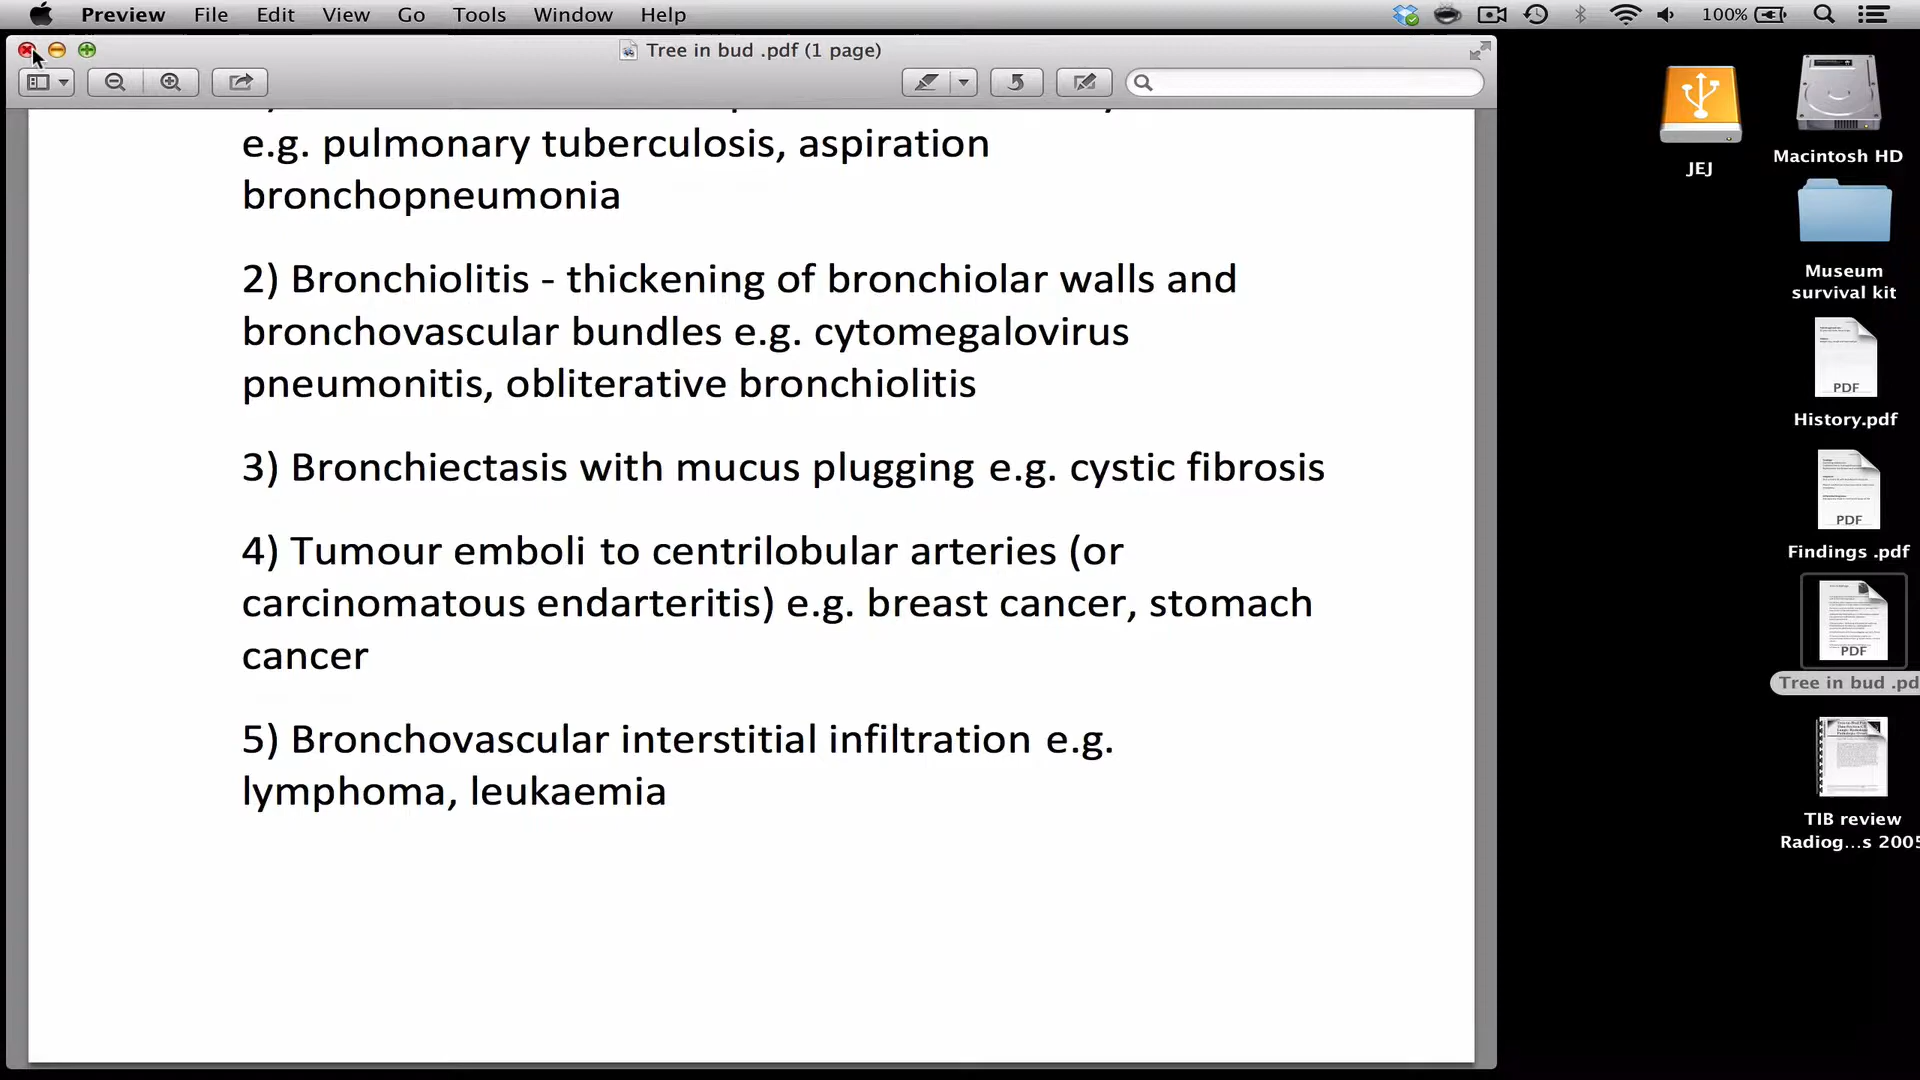 Preview File Edit View Go Tools Window Help 100%
Tree in bud .pdf (1 page)
e.g. pulmonary tuberculosis, aspiration
bronchopneumonia
2) Bronchiolitis - thickening of bronchiolar walls and
bronchovascular bundles e.g. cytomegalovirus
pneumonitis, obliterative bronchiolitis
3) Bronchiectasis with mucus plugging e.g. cystic fibrosis
4) Tumour emboli to centrilobular arteries (or
carcinomatous endarteritis) e.g. breast cancer, stomach
cancer
5) Bronchovascular interstitial infiltration e.g.
lymphoma, leukaemia
JEJ
Macintosh HD
Museum
survival kit
PDF
History.pdf
PDF
Findings .pdf
PDF
Tree in bud .pd
TIB review
Radiog...s 2005